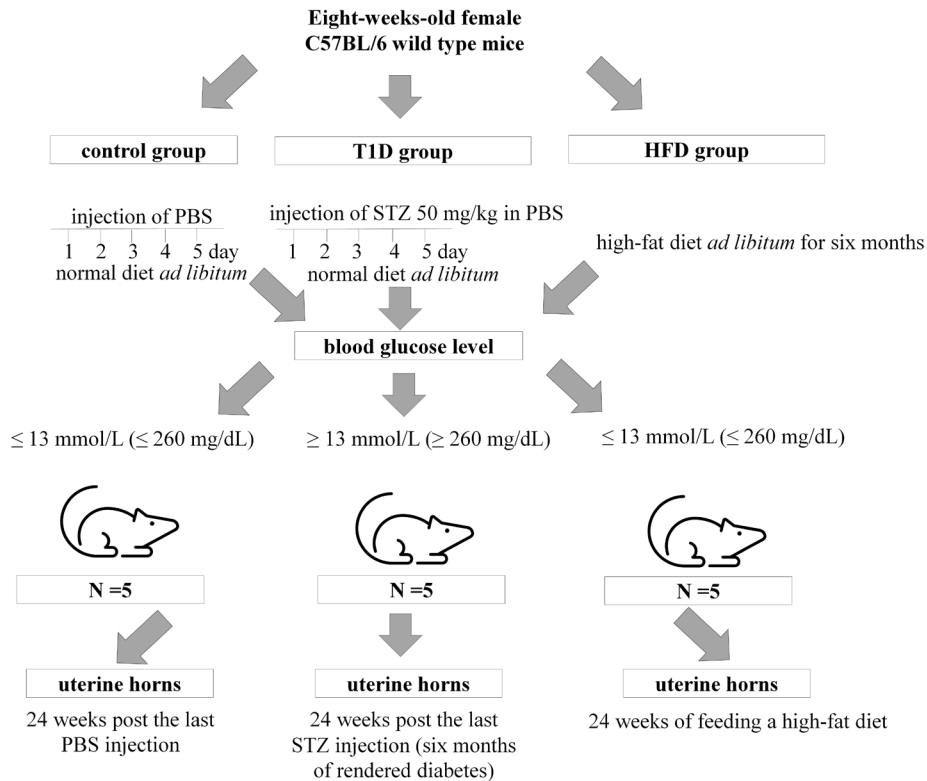 Eight-weeks-old female
C57BL/6 wild type mice
control group
T1D group
HFD group
injection of PBS
1 2 3 4 5 day
normal diet ad libitum
injection of STZ 50 mg/kg in PBS
1 2 3 4 5 day
normal diet ad libitum
high-fat diet ad libitum for six months
blood glucose level
≤ 13 mmol/L (≤ 260 mg/dL)
≥ 13 mmol/L (≥ 260 mg/dL)
≤ 13 mmol/L (≤ 260 mg/dL)
N =5
N =5
N =5
uterine horns
uterine horns
uterine horns
24 weeks post the last
PBS injection
24 weeks post the last
STZ injection (six months
of rendered diabetes)
24 weeks of feeding a high-fat diet